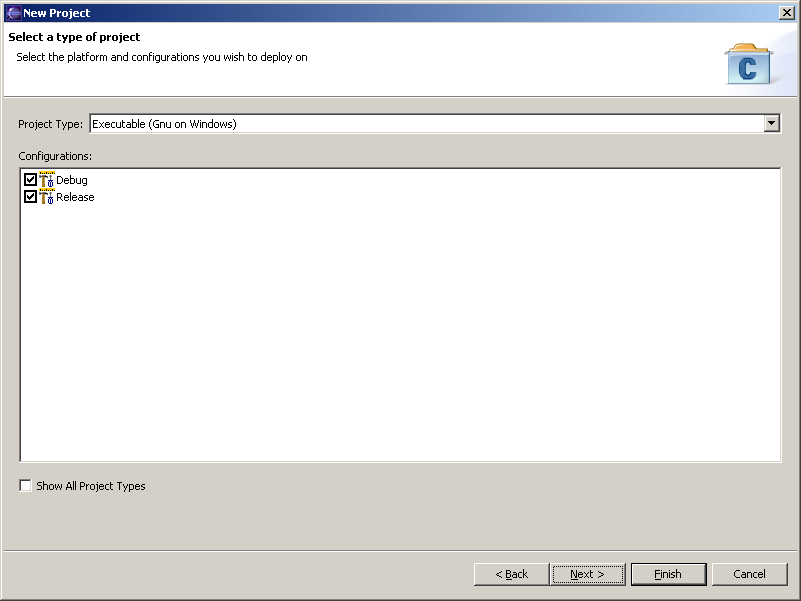 New Project
Select a type of project
Select the platform and configurations you wish to deploy on
C
Project Type: Executable (Gnu on Windows)
Configurations:
Debug
Release
Show All Project Types
< Back Next > Finish Cancel